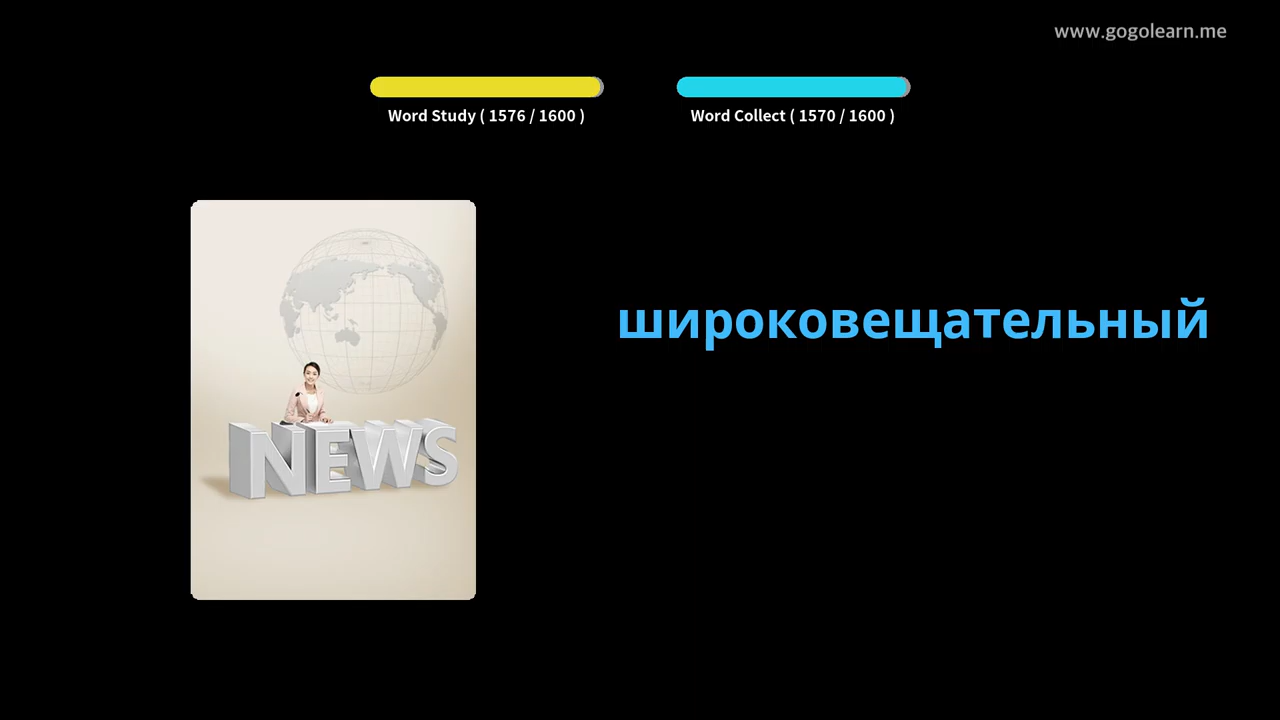 www.gogolearn.me
Word Study ( 1576 / 1600 )
Word Collect ( 1570 / 1600 )
широковещательный
NEWS